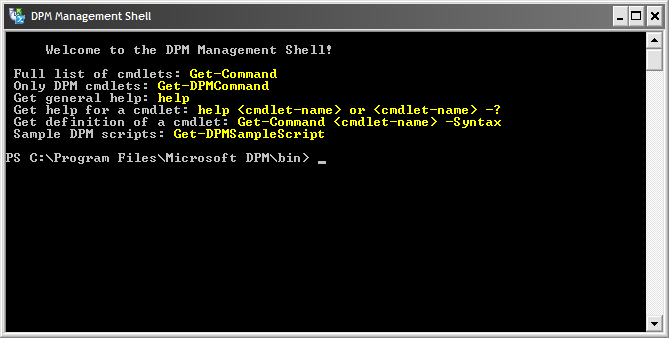 DPM Management Shell
Welcome to the DPM Management Shell!
Full list of cmdlets: Get-Command
Only DPM cmdlets: Get-DPMCommand
Get general help: help
Get help for a cmdlet: help <cmdlet-name> or <cmdlet-name> -?
Get definition of a cmdlet: Get-Command <cmdlet-name> -Syntax
Sample DPM scripts: Get-DPMSampleScript
PS C:\Program Files\Microsoft DPM\bin> _